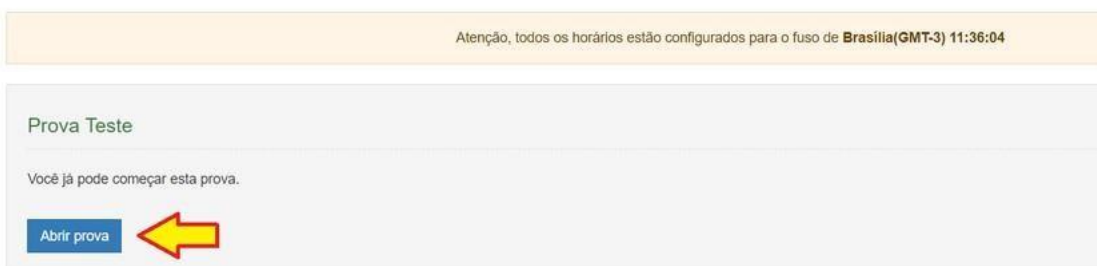 Atenção, todos os horários estão configurados para o fuso de Brasília(GMT-3) 11:36:04
Prova Teste
Você já pode começar esta prova.
Abrir prova